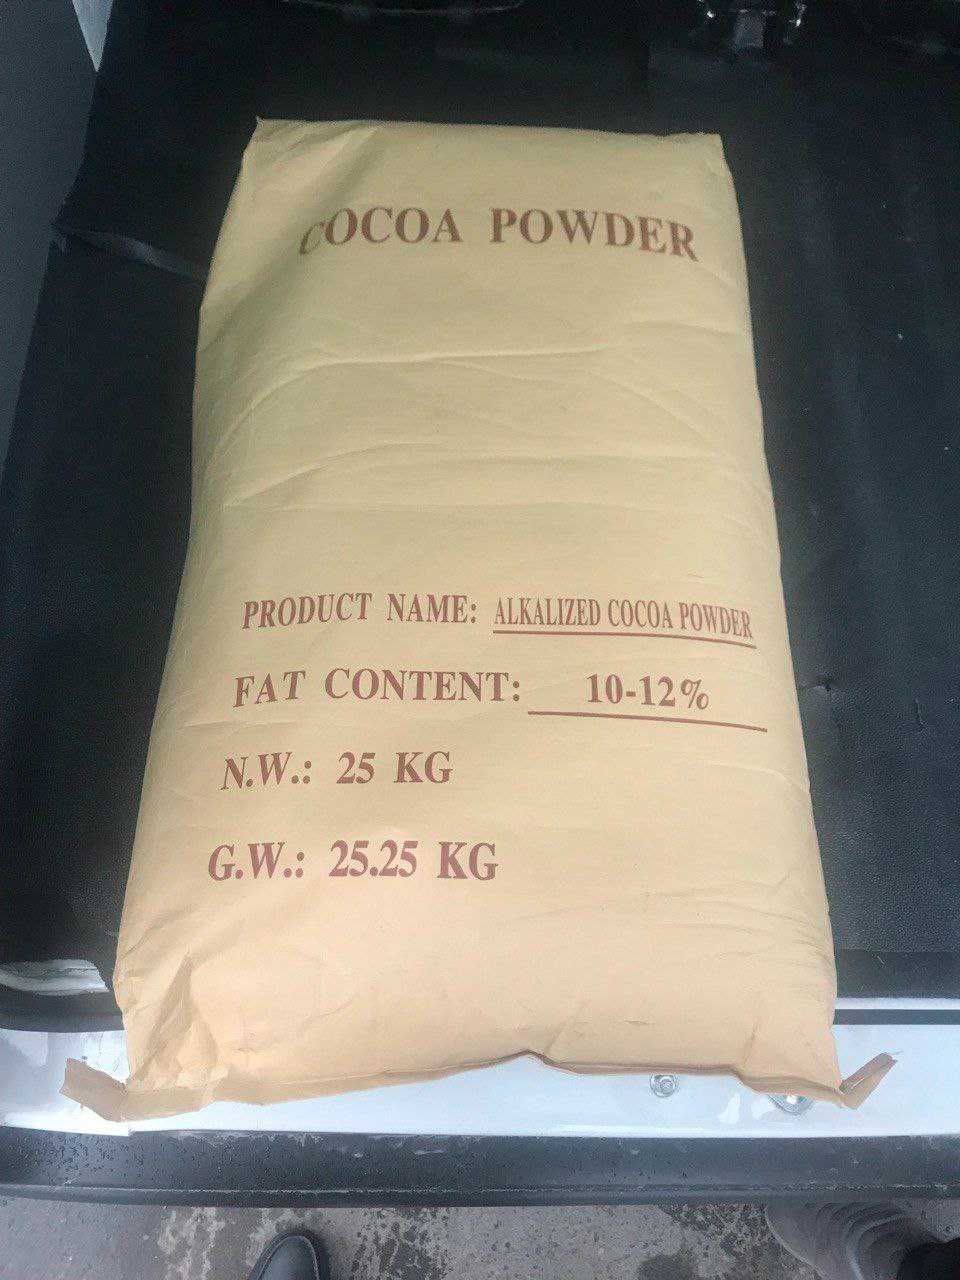 COCOA POWDER
PRODUCT NAME: ALKALIZED COCOA POWDER
FAT CONTENT: 10-12%
N.W.: 25 KG
G.W.: 25.25 KG